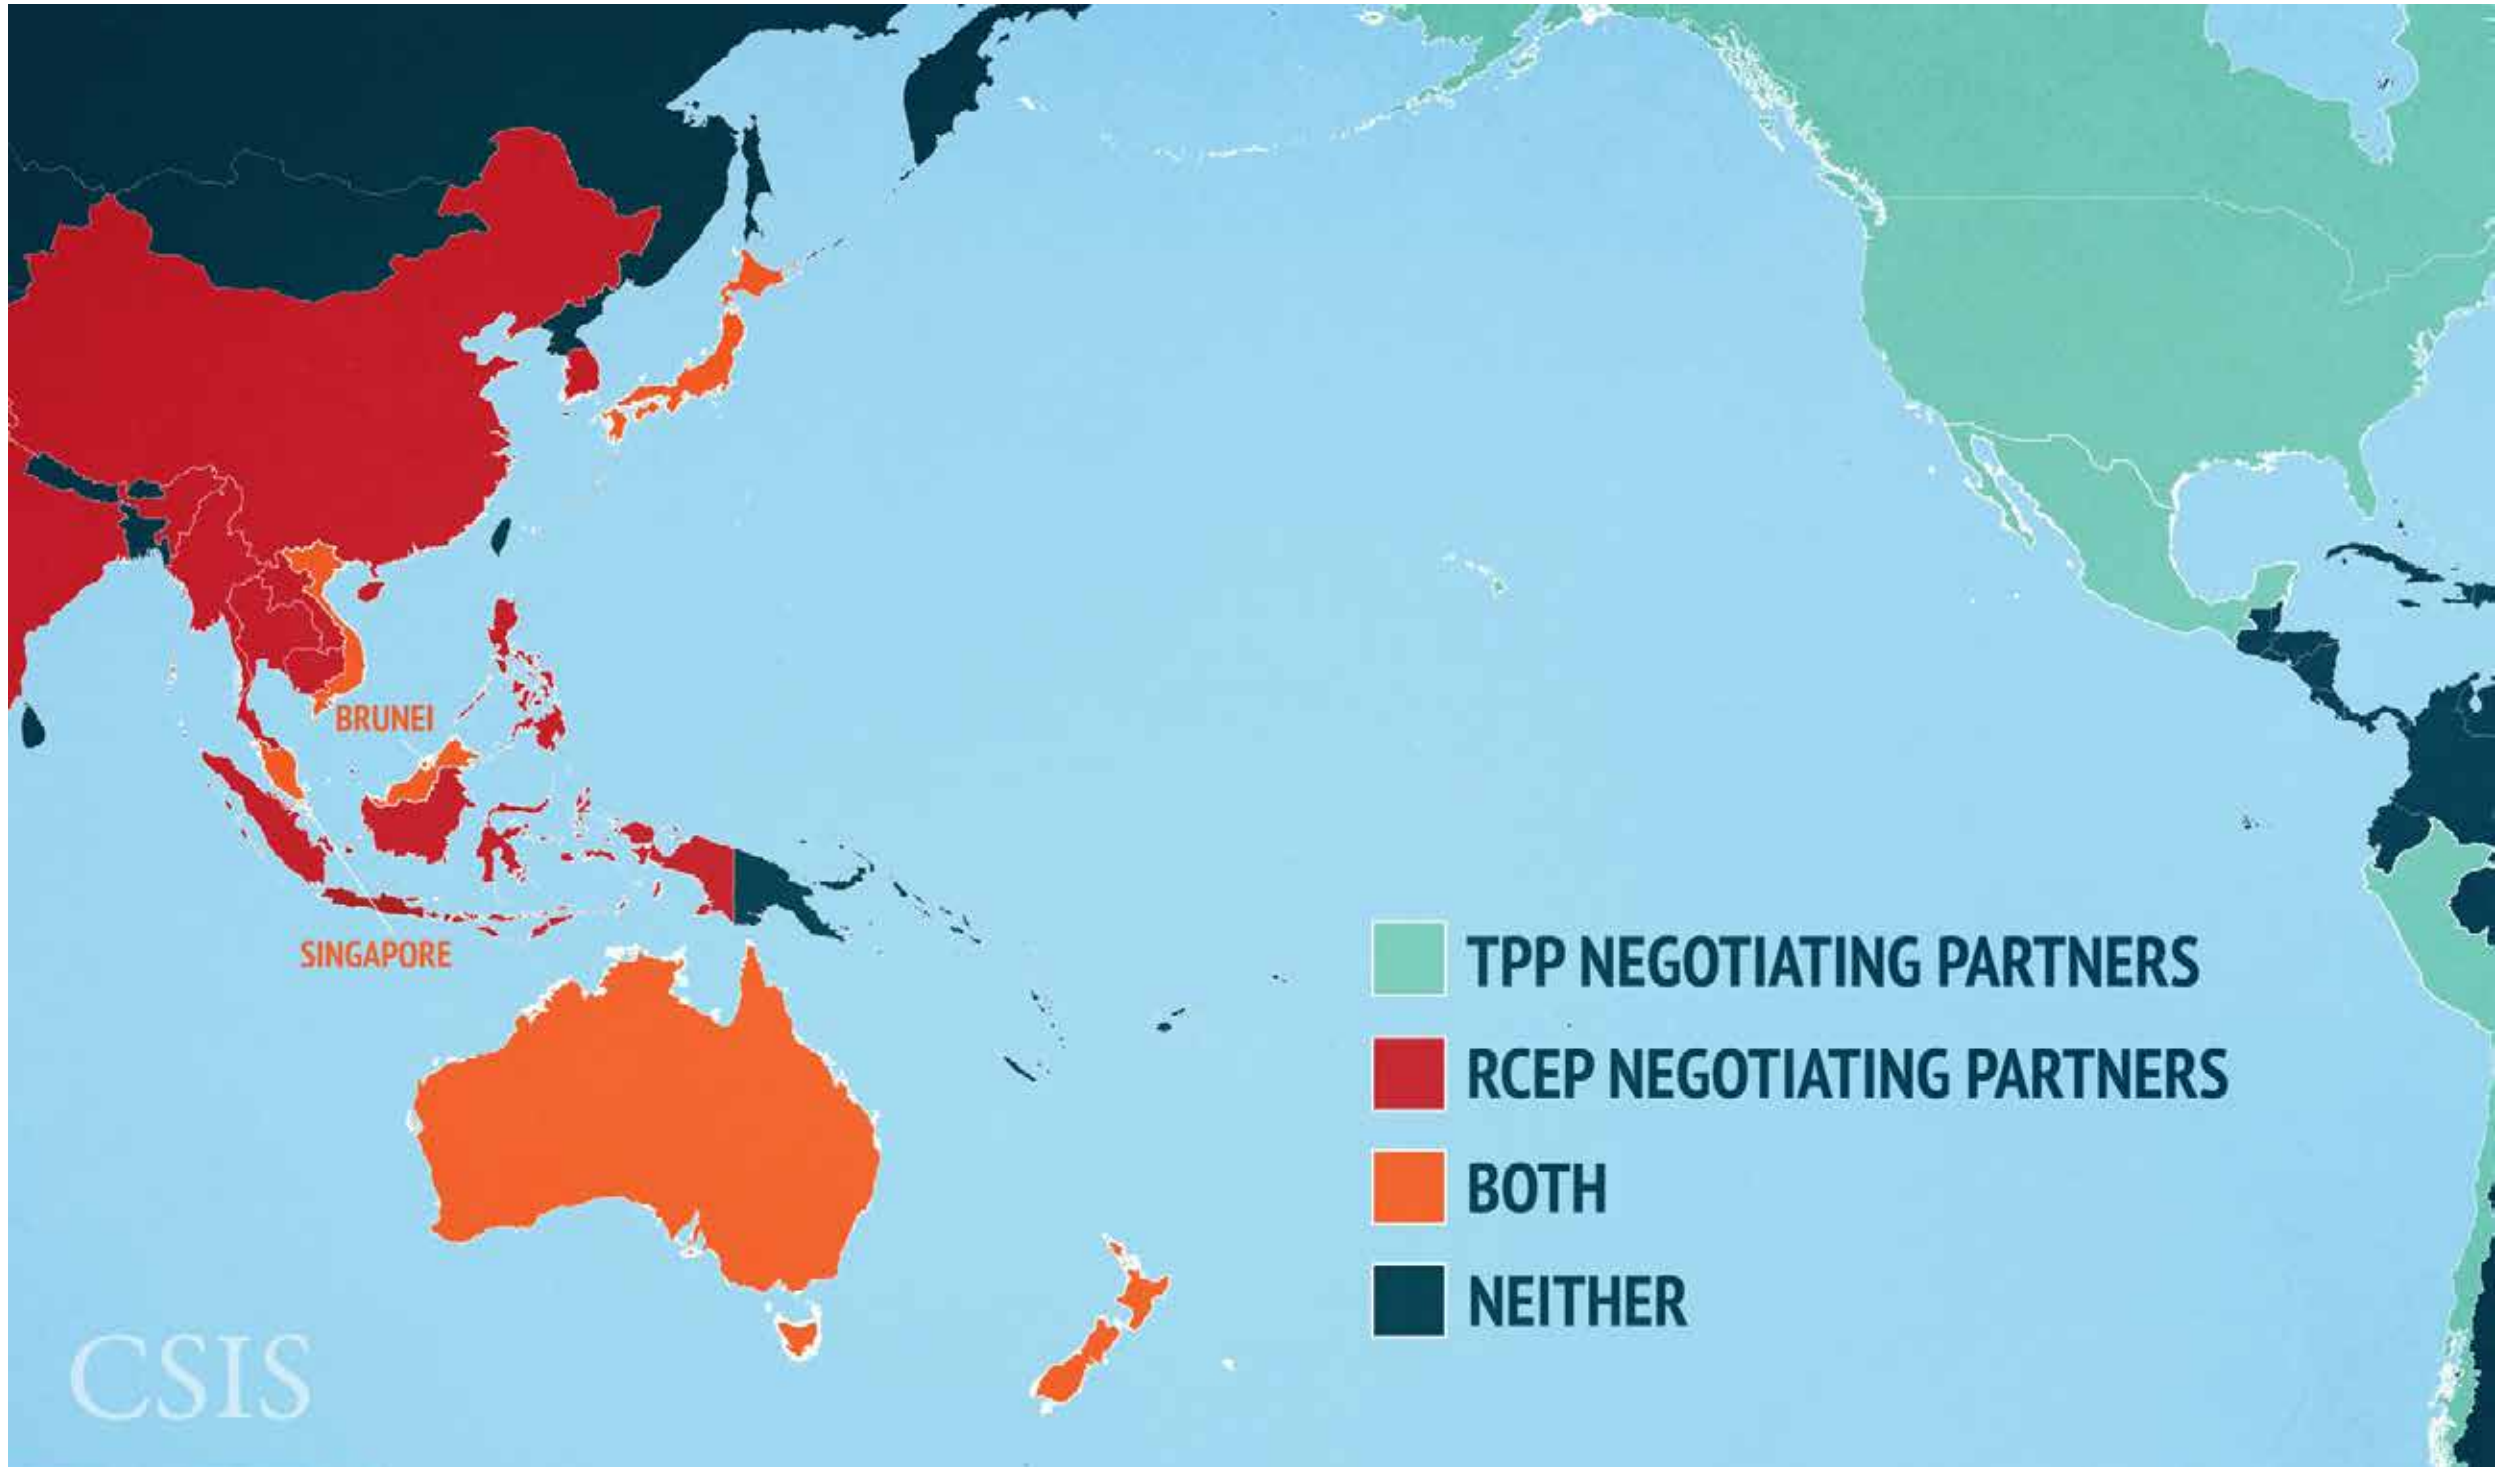 BRUNEI
SINGAPORE
TPP NEGOTIATING PARTNERS
RCEP NEGOTIATING PARTNERS
BOTH
NEITHER
CSIS